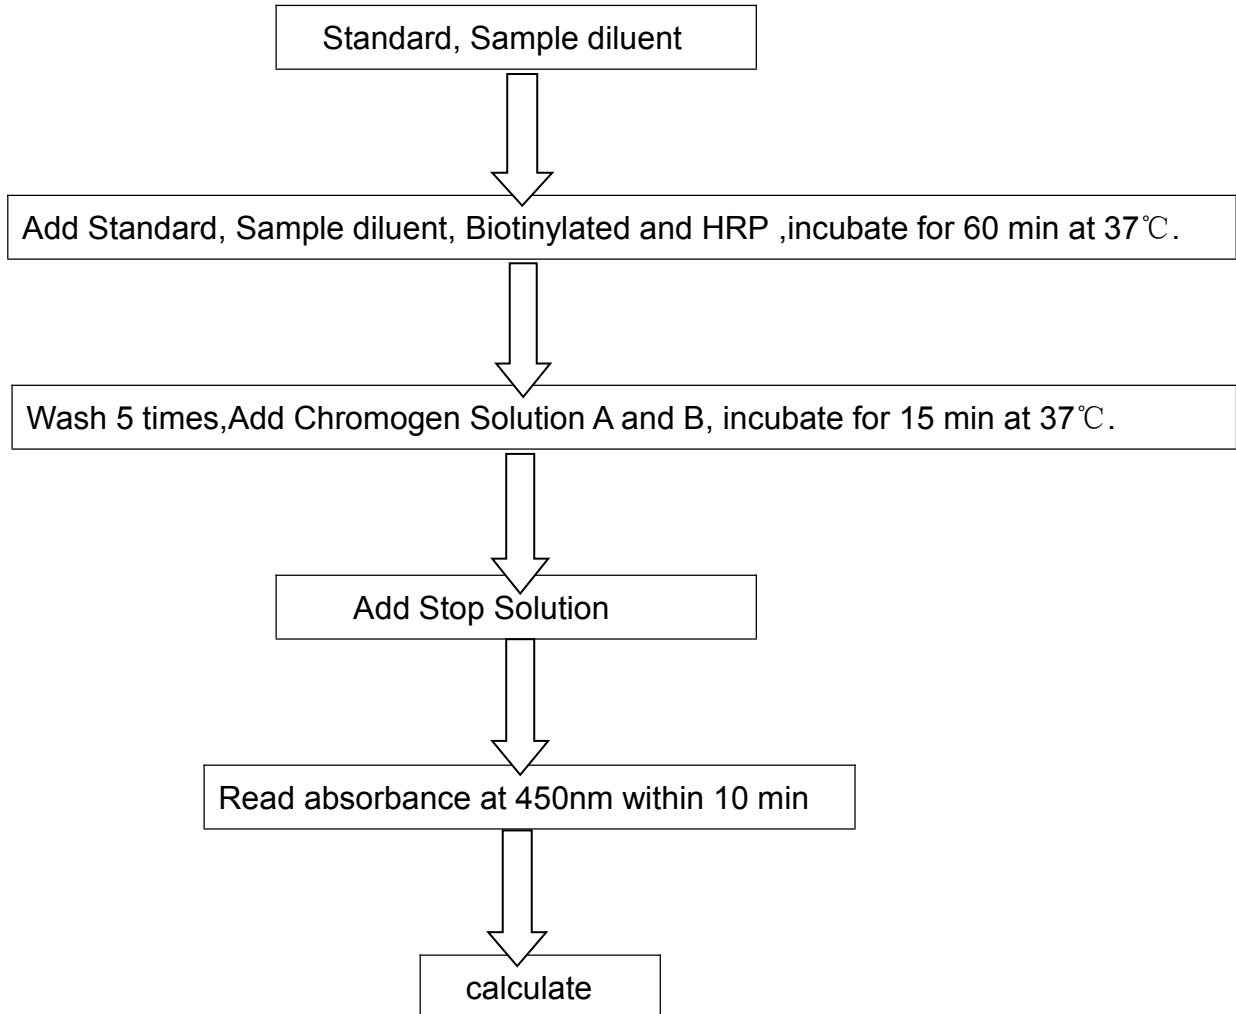 Standard, Sample diluent
Add Standard, Sample diluent, Biotinylated and HRP ,incubate for 60 min at 37℃.
Wash 5 times,Add Chromogen Solution A and B, incubate for 15 min at 37℃.
Add Stop Solution
Read absorbance at 450nm within 10 min
calculate